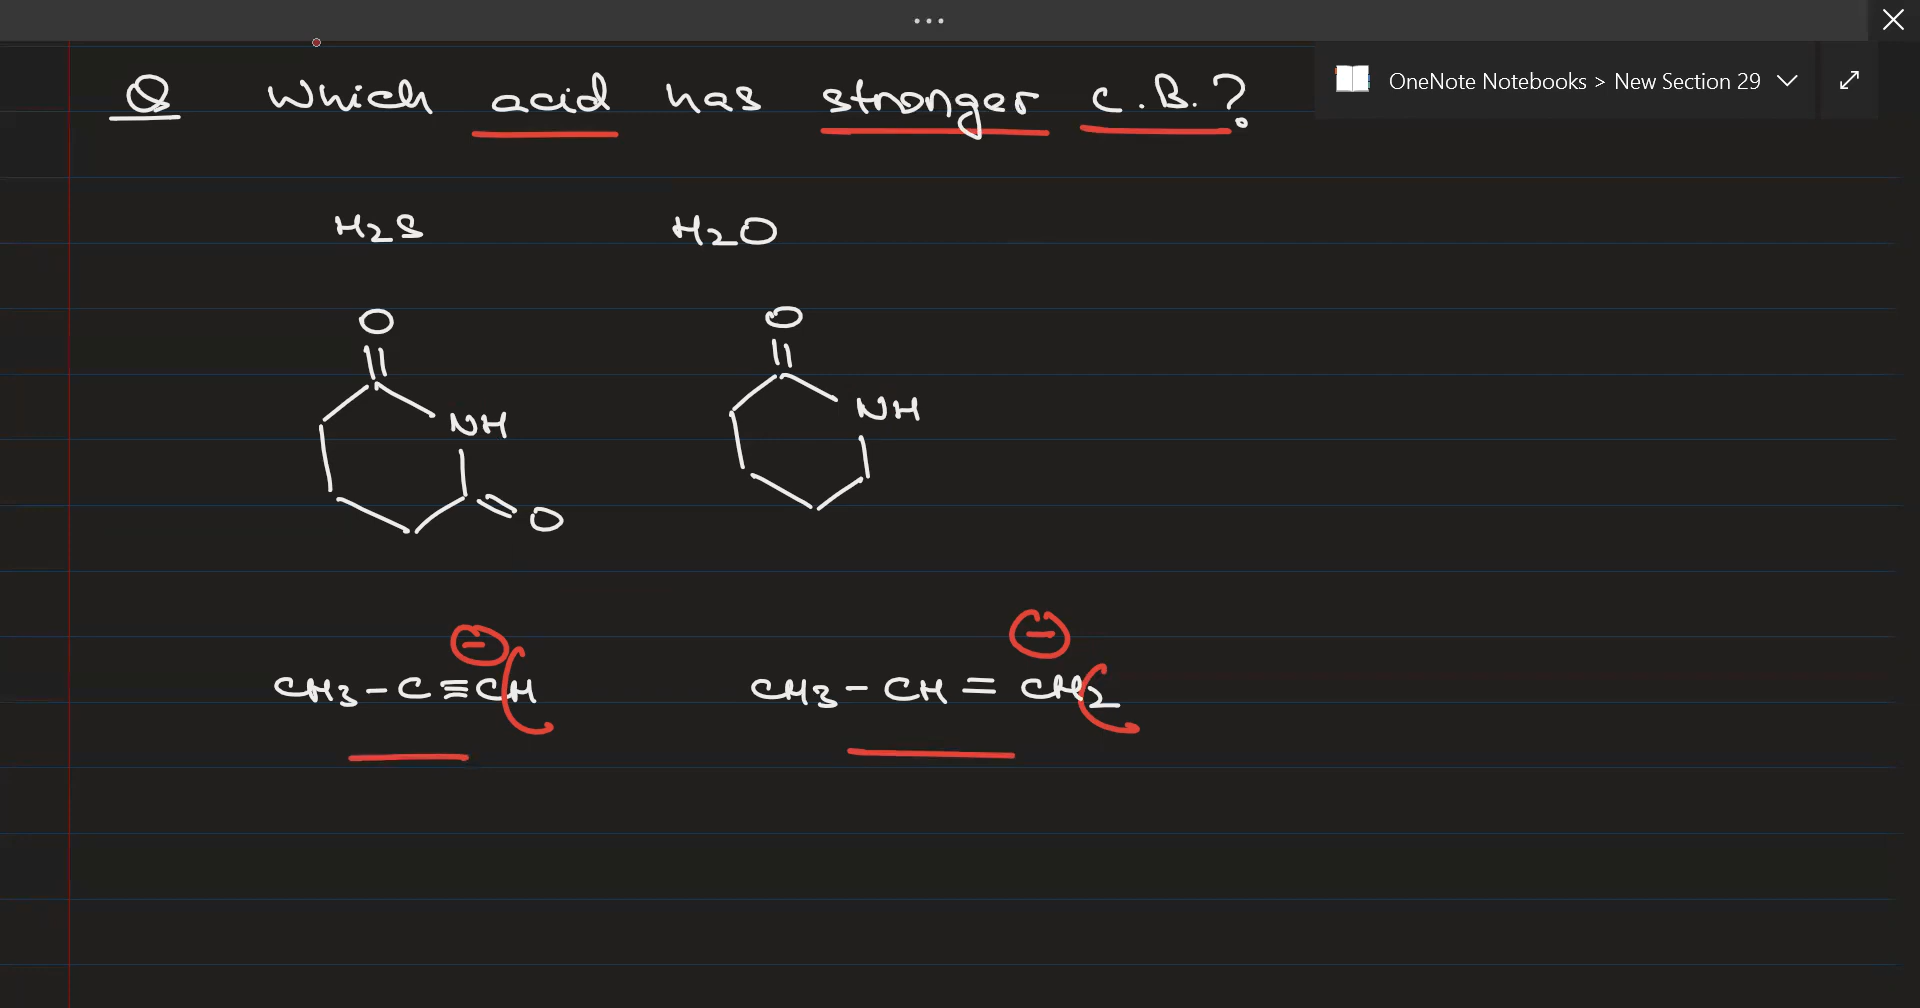 ...
OneNote Notebooks > New Section 29
Q Which acid has stronger C.B.?
H2S H2O
O O
NH NH
O
⊖ ⊖
CH3-C≡CH CH3-CH=CH2